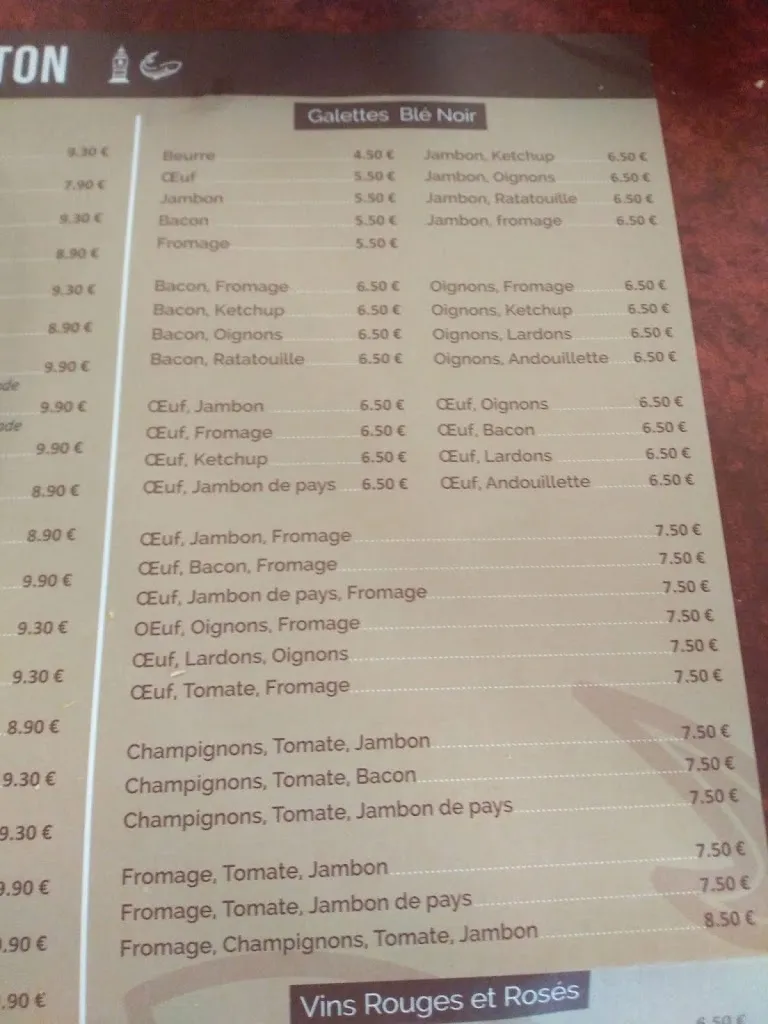 TON
9.30 €
7.90 €
9.30 €
8.90 €
9.30 €
8.90 €
9.90 €
9.90 €
9.90 €
8.90 €
8.90 €
9.90 €
9.30 €
9.30 €
8.90 €
9.30 €
9.30 €
9.90 €
.90 €
.90 €
Galettes Blé Noir
Beurre 4.50 € Jambon, Ketchup 6.50 €
Œuf 5.50 € Jambon, Oignons 6.50 €
Jambon 5.50 € Jambon, Ratatouille 6.50 €
Bacon 5.50 € Jambon, fromage 6.50 €
Fromage 5.50 €
Bacon, Fromage 6.50 € Oignons, Fromage 6.50 €
Bacon, Ketchup 6.50 € Oignons, Ketchup 6.50 €
Bacon, Oignons 6.50 € Oignons, Lardons 6.50 €
Bacon, Ratatouille 6.50 € Oignons, Andouillette 6.50 €
Œuf, Jambon 6.50 € Œuf, Oignons 6.50 €
Œuf, Fromage 6.50 € Œuf, Bacon 6.50 €
Œuf, Ketchup 6.50 € Œuf, Lardons 6.50 €
Œuf, Jambon de pays 6.50 € Œuf, Andouillette 6.50 €
Œuf, Jambon, Fromage 7.50 €
Œuf, Bacon, Fromage 7.50 €
Œuf, Jambon de pays, Fromage 7.50 €
OEuf, Oignons, Fromage 7.50 €
Œuf, Lardons, Oignons 7.50 €
Œuf, Tomate, Fromage 7.50 €
Champignons, Tomate, Jambon 7.50 €
Champignons, Tomate, Bacon 7.50 €
Champignons, Tomate, Jambon de pays 7.50 €
Fromage, Tomate, Jambon 7.50 €
Fromage, Tomate, Jambon de pays 7.50 €
Fromage, Champignons, Tomate, Jambon 8.50 €
Vins Rouges et Rosés
6.50 €